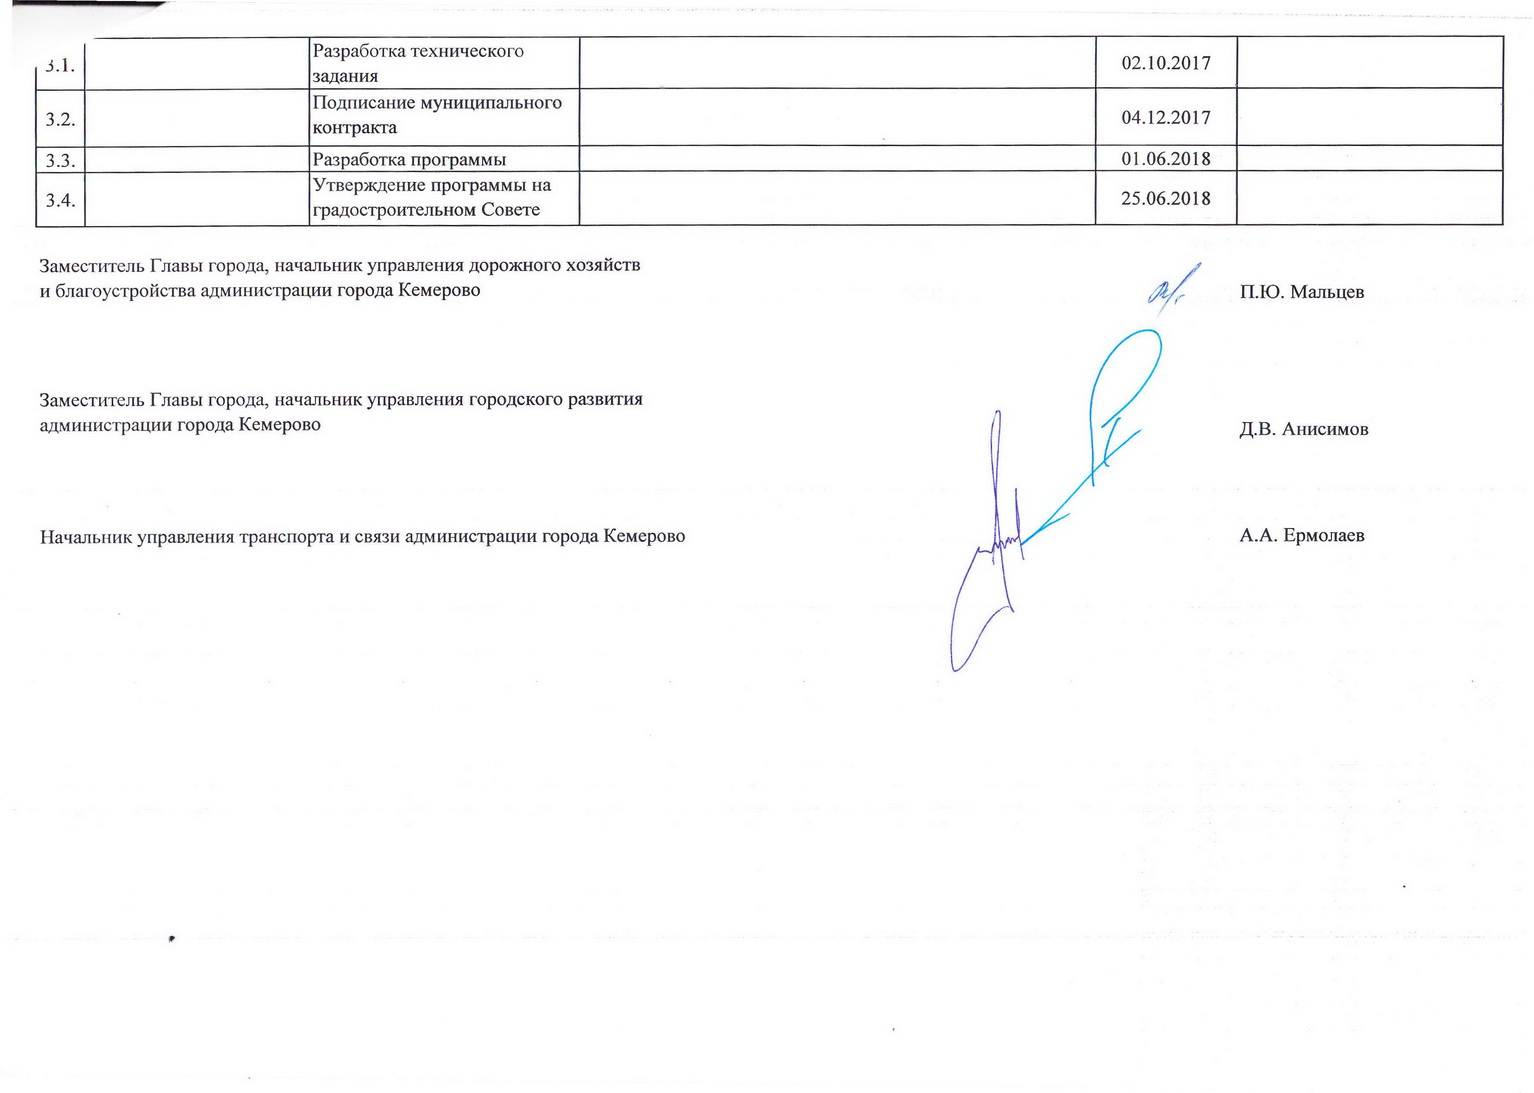 3.1.
Разработка технического
задания
02.10.2017
3.2.
Подписание муниципального
контракта
04.12.2017
3.3.
Разработка программы
01.06.2018
3.4.
Утверждение программы на
градостроительном Совете
25.06.2018
Заместитель Главы города, начальник управления дорожного хозяйств
и благоустройства администрации города Кемерово
П.Ю. Мальцев
Заместитель Главы города, начальник управления городского развития
администрации города Кемерово
Д.В. Анисимов
Начальник управления транспорта и связи администрации города Кемерово
А.А. Ермолаев